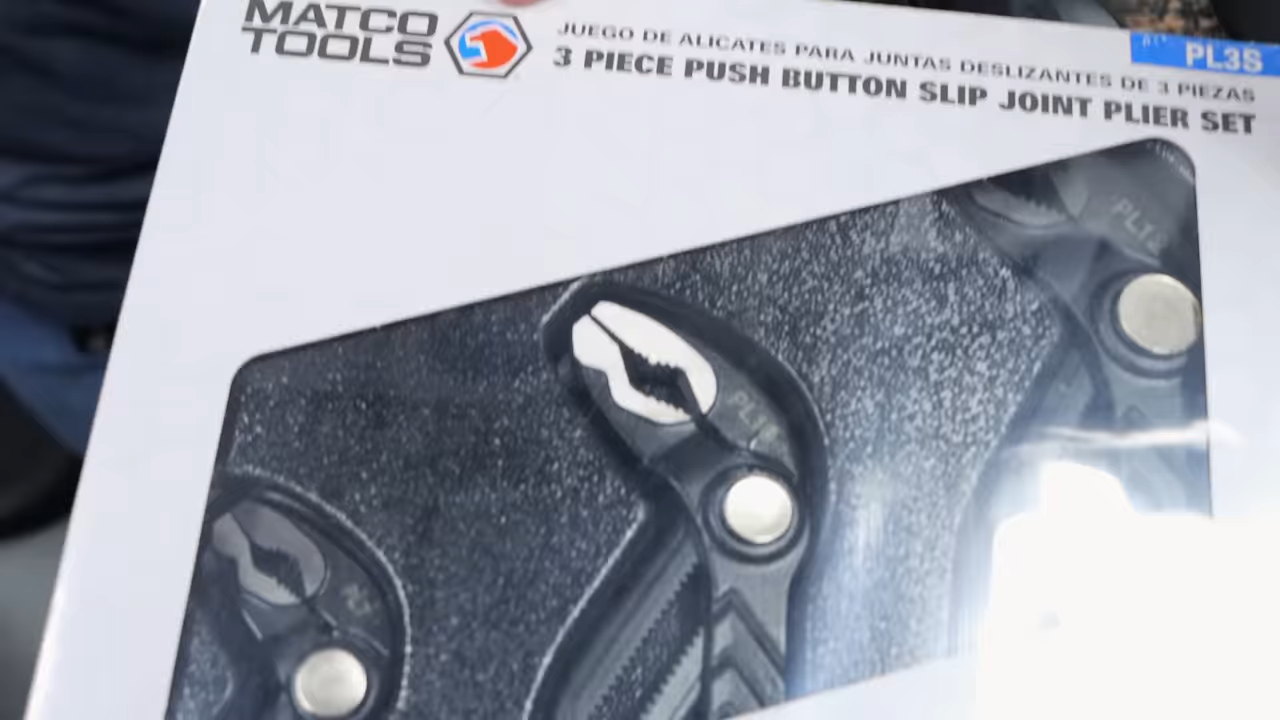 MATCO
TOOLS
JUEGO DE ALICATES PARA JUNTAS DESLIZANTES DE 3 PIEZAS
3 PIECE PUSH BUTTON SLIP JOINT PLIER SET
PL3S